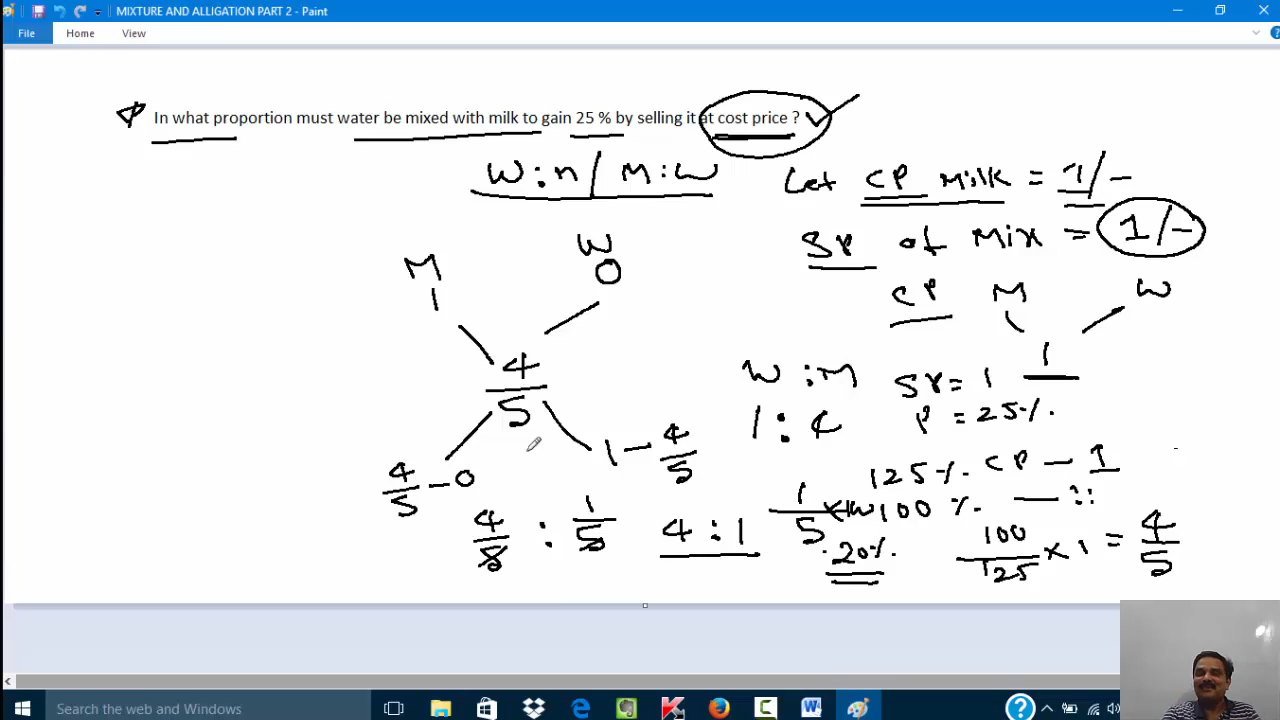 MIXTURE AND ALLIGATION PART 2 - Paint
File Home View
In what proportion must water be mixed with milk to gain 25 % by selling it at cost price ?
W:M / M:W
Let CP Milk = 1/-
SP of Mix = 1/-
M W
1 0
4/5
4/5 - 0 1 - 4/5
4/5 : 1/5 4:1
W : M
1 : 4
1/5 × 100
20%
CP M W
1
SP = 1
P = 25%
125% CP — 1
100% — ::
100/125 × 1 = 4/5
Search the web and Windows